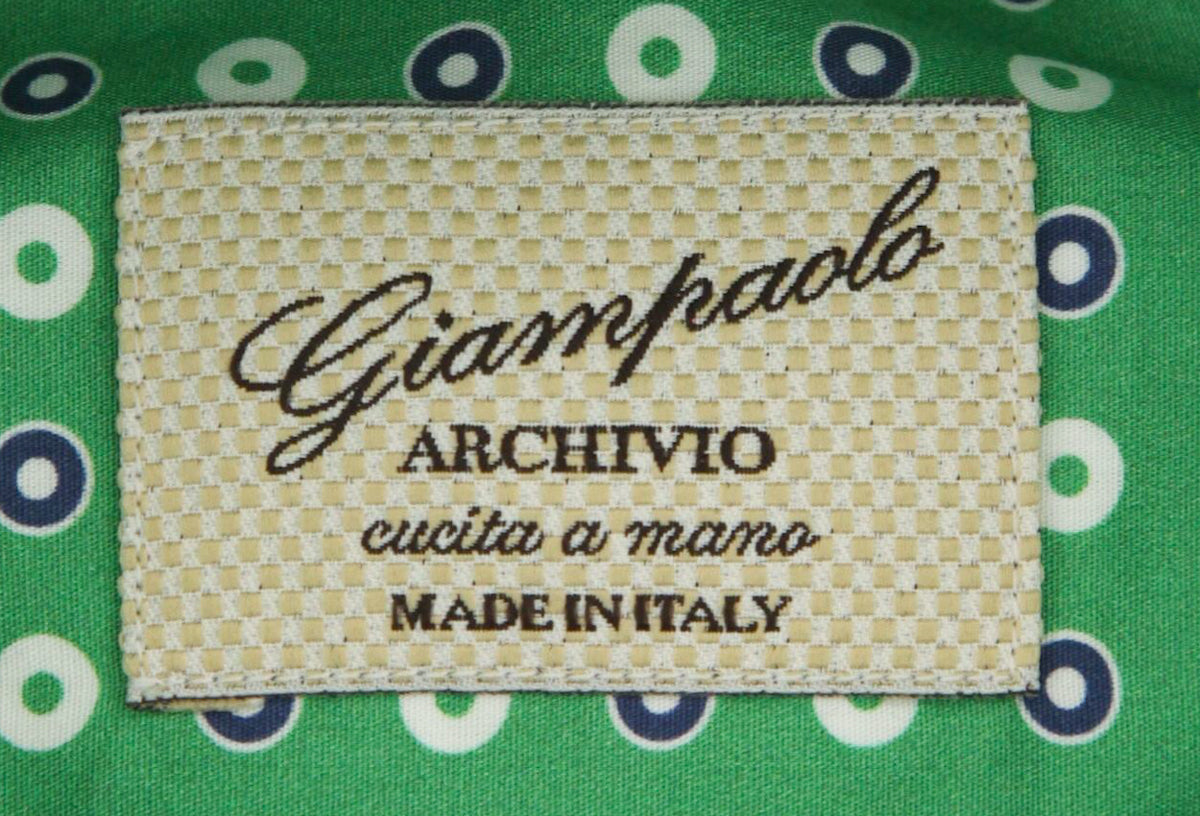 Giampaolo
ARCHIVIO
cucita a mano
MADE IN ITALY